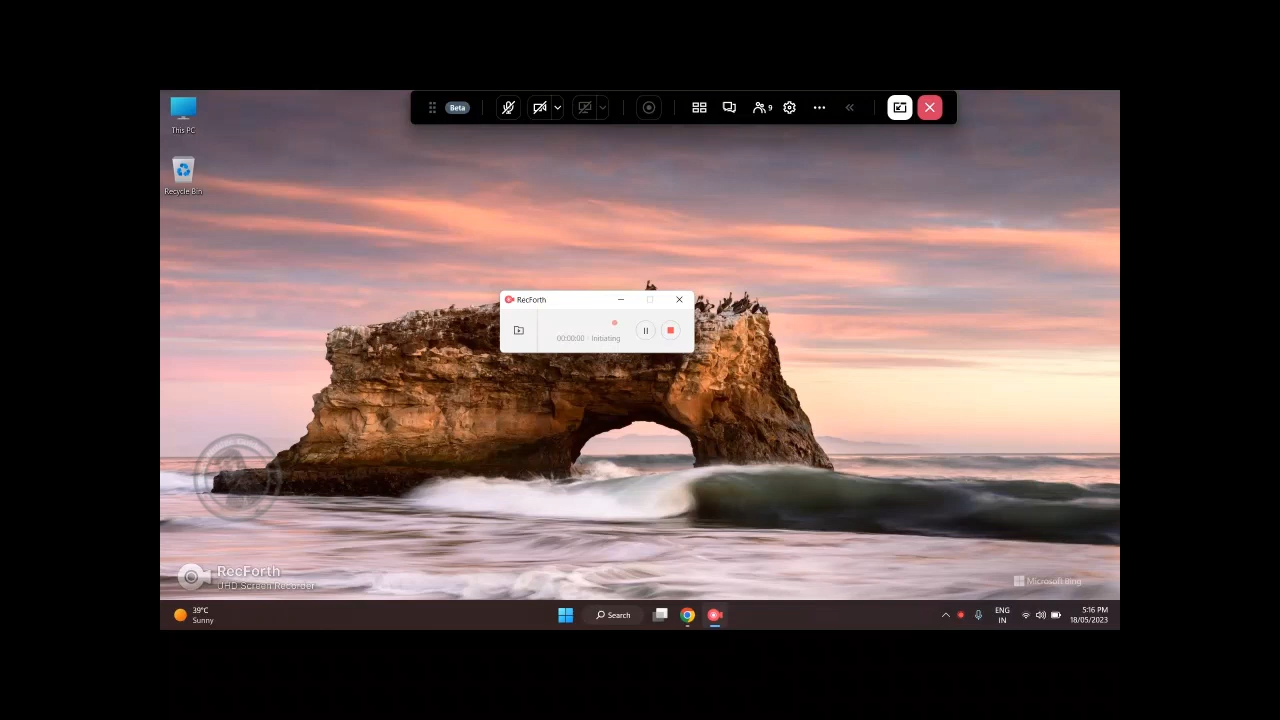 Beta
9
This PC
Recycle Bin
RecForth
00:00:00 · Initiating
RecForth
UHD Screen Recorder
Microsoft Bing
39°C
Sunny
Search
ENG
IN
5:16 PM
18/05/2023